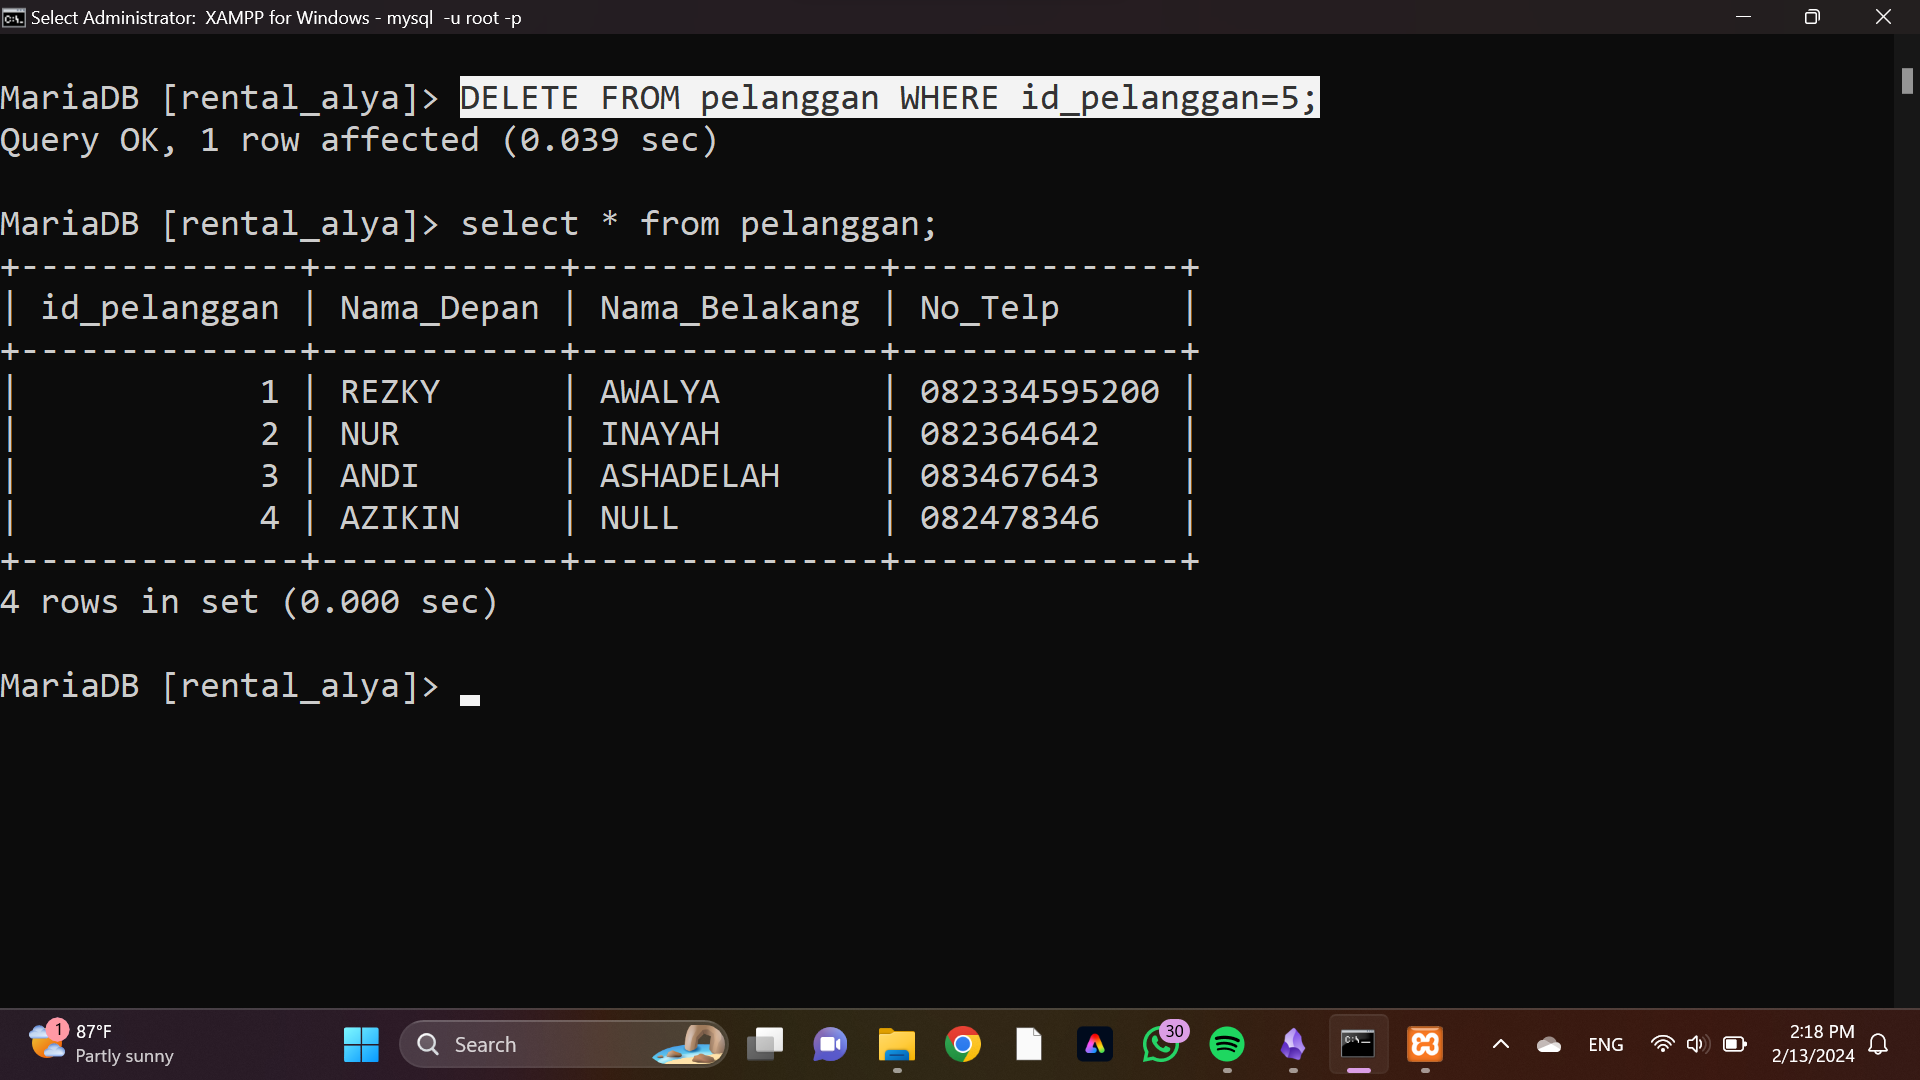 Select Administrator:  XAMPP for Windows - mysql  -u root -p
MariaDB [rental_alya]> DELETE FROM pelanggan WHERE id_pelanggan=5;
Query OK, 1 row affected (0.039 sec)
MariaDB [rental_alya]> select * from pelanggan;
+--------------+------------+---------------+--------------+
| id_pelanggan | Nama_Depan | Nama_Belakang | No_Telp      |
+--------------+------------+---------------+--------------+
|            1 | REZKY      | AWALYA        | 082334595200 |
|            2 | NUR        | INAYAH        | 082364642    |
|            3 | ANDI       | ASHADELAH     | 083467643    |
|            4 | AZIKIN     | NULL          | 082478346    |
+--------------+------------+---------------+--------------+
4 rows in set (0.000 sec)
MariaDB [rental_alya]>
1
87°F
Partly sunny
Search
30
ENG
2:18 PM
2/13/2024